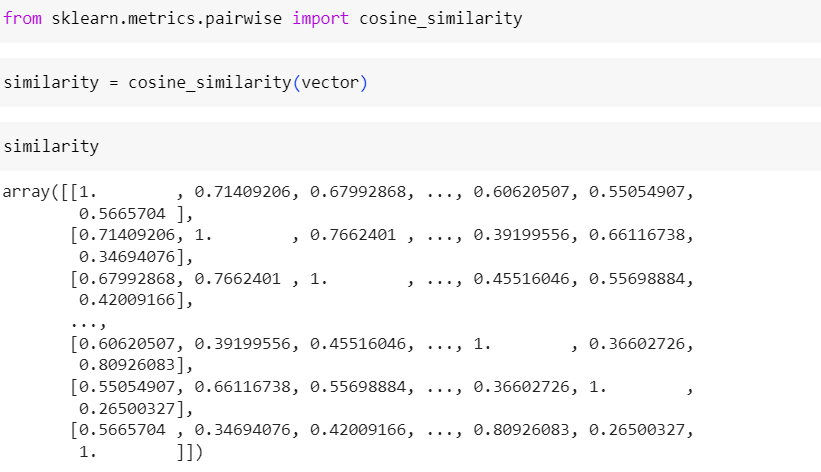 from sklearn.metrics.pairwise import cosine_similarity
similarity = cosine_similarity(vector)
similarity
array([[1.        , 0.71409206, 0.67992868, ..., 0.60620507, 0.55054907,
        0.5665704 ],
       [0.71409206, 1.        , 0.7662401 , ..., 0.39199556, 0.66116738,
        0.34694076],
       [0.67992868, 0.7662401 , 1.        , ..., 0.45516046, 0.55698884,
        0.42009166],
       ...,
       [0.60620507, 0.39199556, 0.45516046, ..., 1.        , 0.36602726,
        0.80926083],
       [0.55054907, 0.66116738, 0.55698884, ..., 0.36602726, 1.        ,
        0.26500327],
       [0.5665704 , 0.34694076, 0.42009166, ..., 0.80926083, 0.26500327,
        1.        ]])